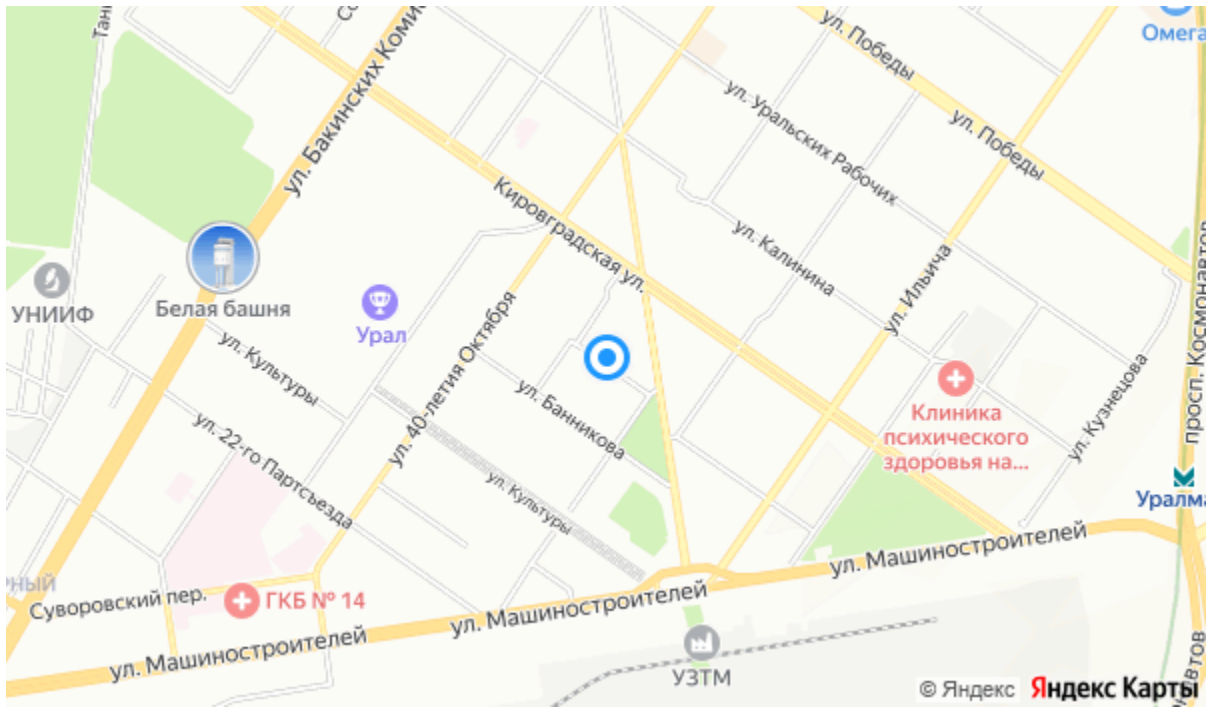 ул. Бакинских Комис
Омега
ул. Победы
ул. Победы
ул. Уральских Рабочих
Кировградская ул.
ул. Калинина
ул. Ильича
просп. Космонавтов
УНИИФ
Белая башня
Урал
ул. 40-летия Октября
ул. Культуры
ул. Банникова
ул. Кузнецова
Клиника
психического
здоровья на...
ул. 22-го Партсъезда
ул. Культуры
Уралма
ул. Машиностроителей
рный
Суворовский пер.
ГКБ № 14
ул. Машиностроителей
ул. Машиностроителей
УЗТМ
© Яндекс
Яндекс Карты